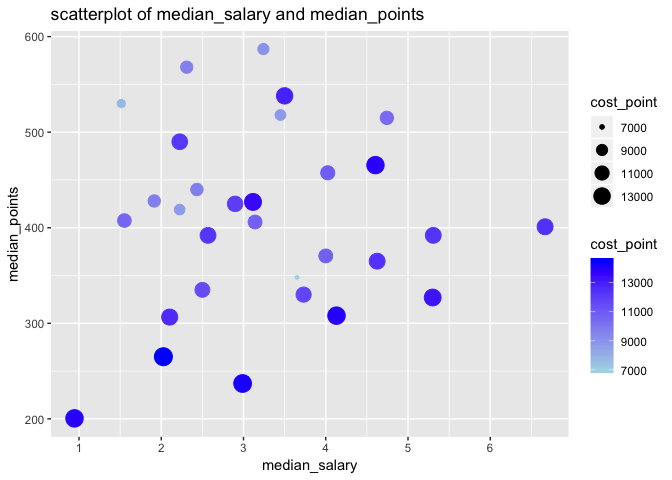 scatterplot of median_salary and median_points
600
500
400
300
200
median_points
1 2 3 4 5 6
median_salary
cost_point
7000
9000
11000
13000
cost_point
13000
11000
9000
7000